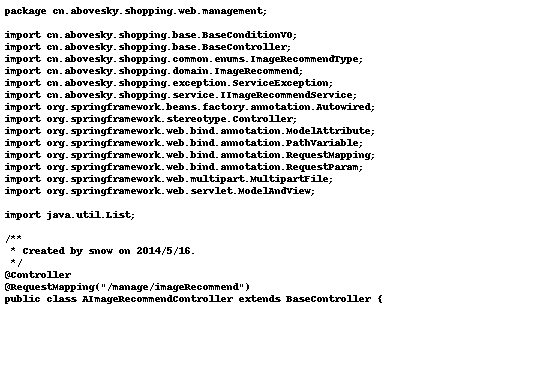 package cn.abovesky.shopping.web.management;

import cn.abovesky.shopping.base.BaseConditionVO;
import cn.abovesky.shopping.base.BaseController;
import cn.abovesky.shopping.common.enums.ImageRecommendType;
import cn.abovesky.shopping.domain.ImageRecommend;
import cn.abovesky.shopping.exception.ServiceException;
import cn.abovesky.shopping.service.IImageRecommendService;
import org.springframework.beans.factory.annotation.Autowired;
import org.springframework.stereotype.Controller;
import org.springframework.web.bind.annotation.ModelAttribute;
import org.springframework.web.bind.annotation.PathVariable;
import org.springframework.web.bind.annotation.RequestMapping;
import org.springframework.web.bind.annotation.RequestParam;
import org.springframework.web.multipart.MultipartFile;
import org.springframework.web.servlet.ModelAndView;

import java.util.List;

/**
 * Created by snow on 2014/5/16.
 */
@Controller
@RequestMapping("/manage/imageRecommend")
public class AImageRecommendController extends BaseController {